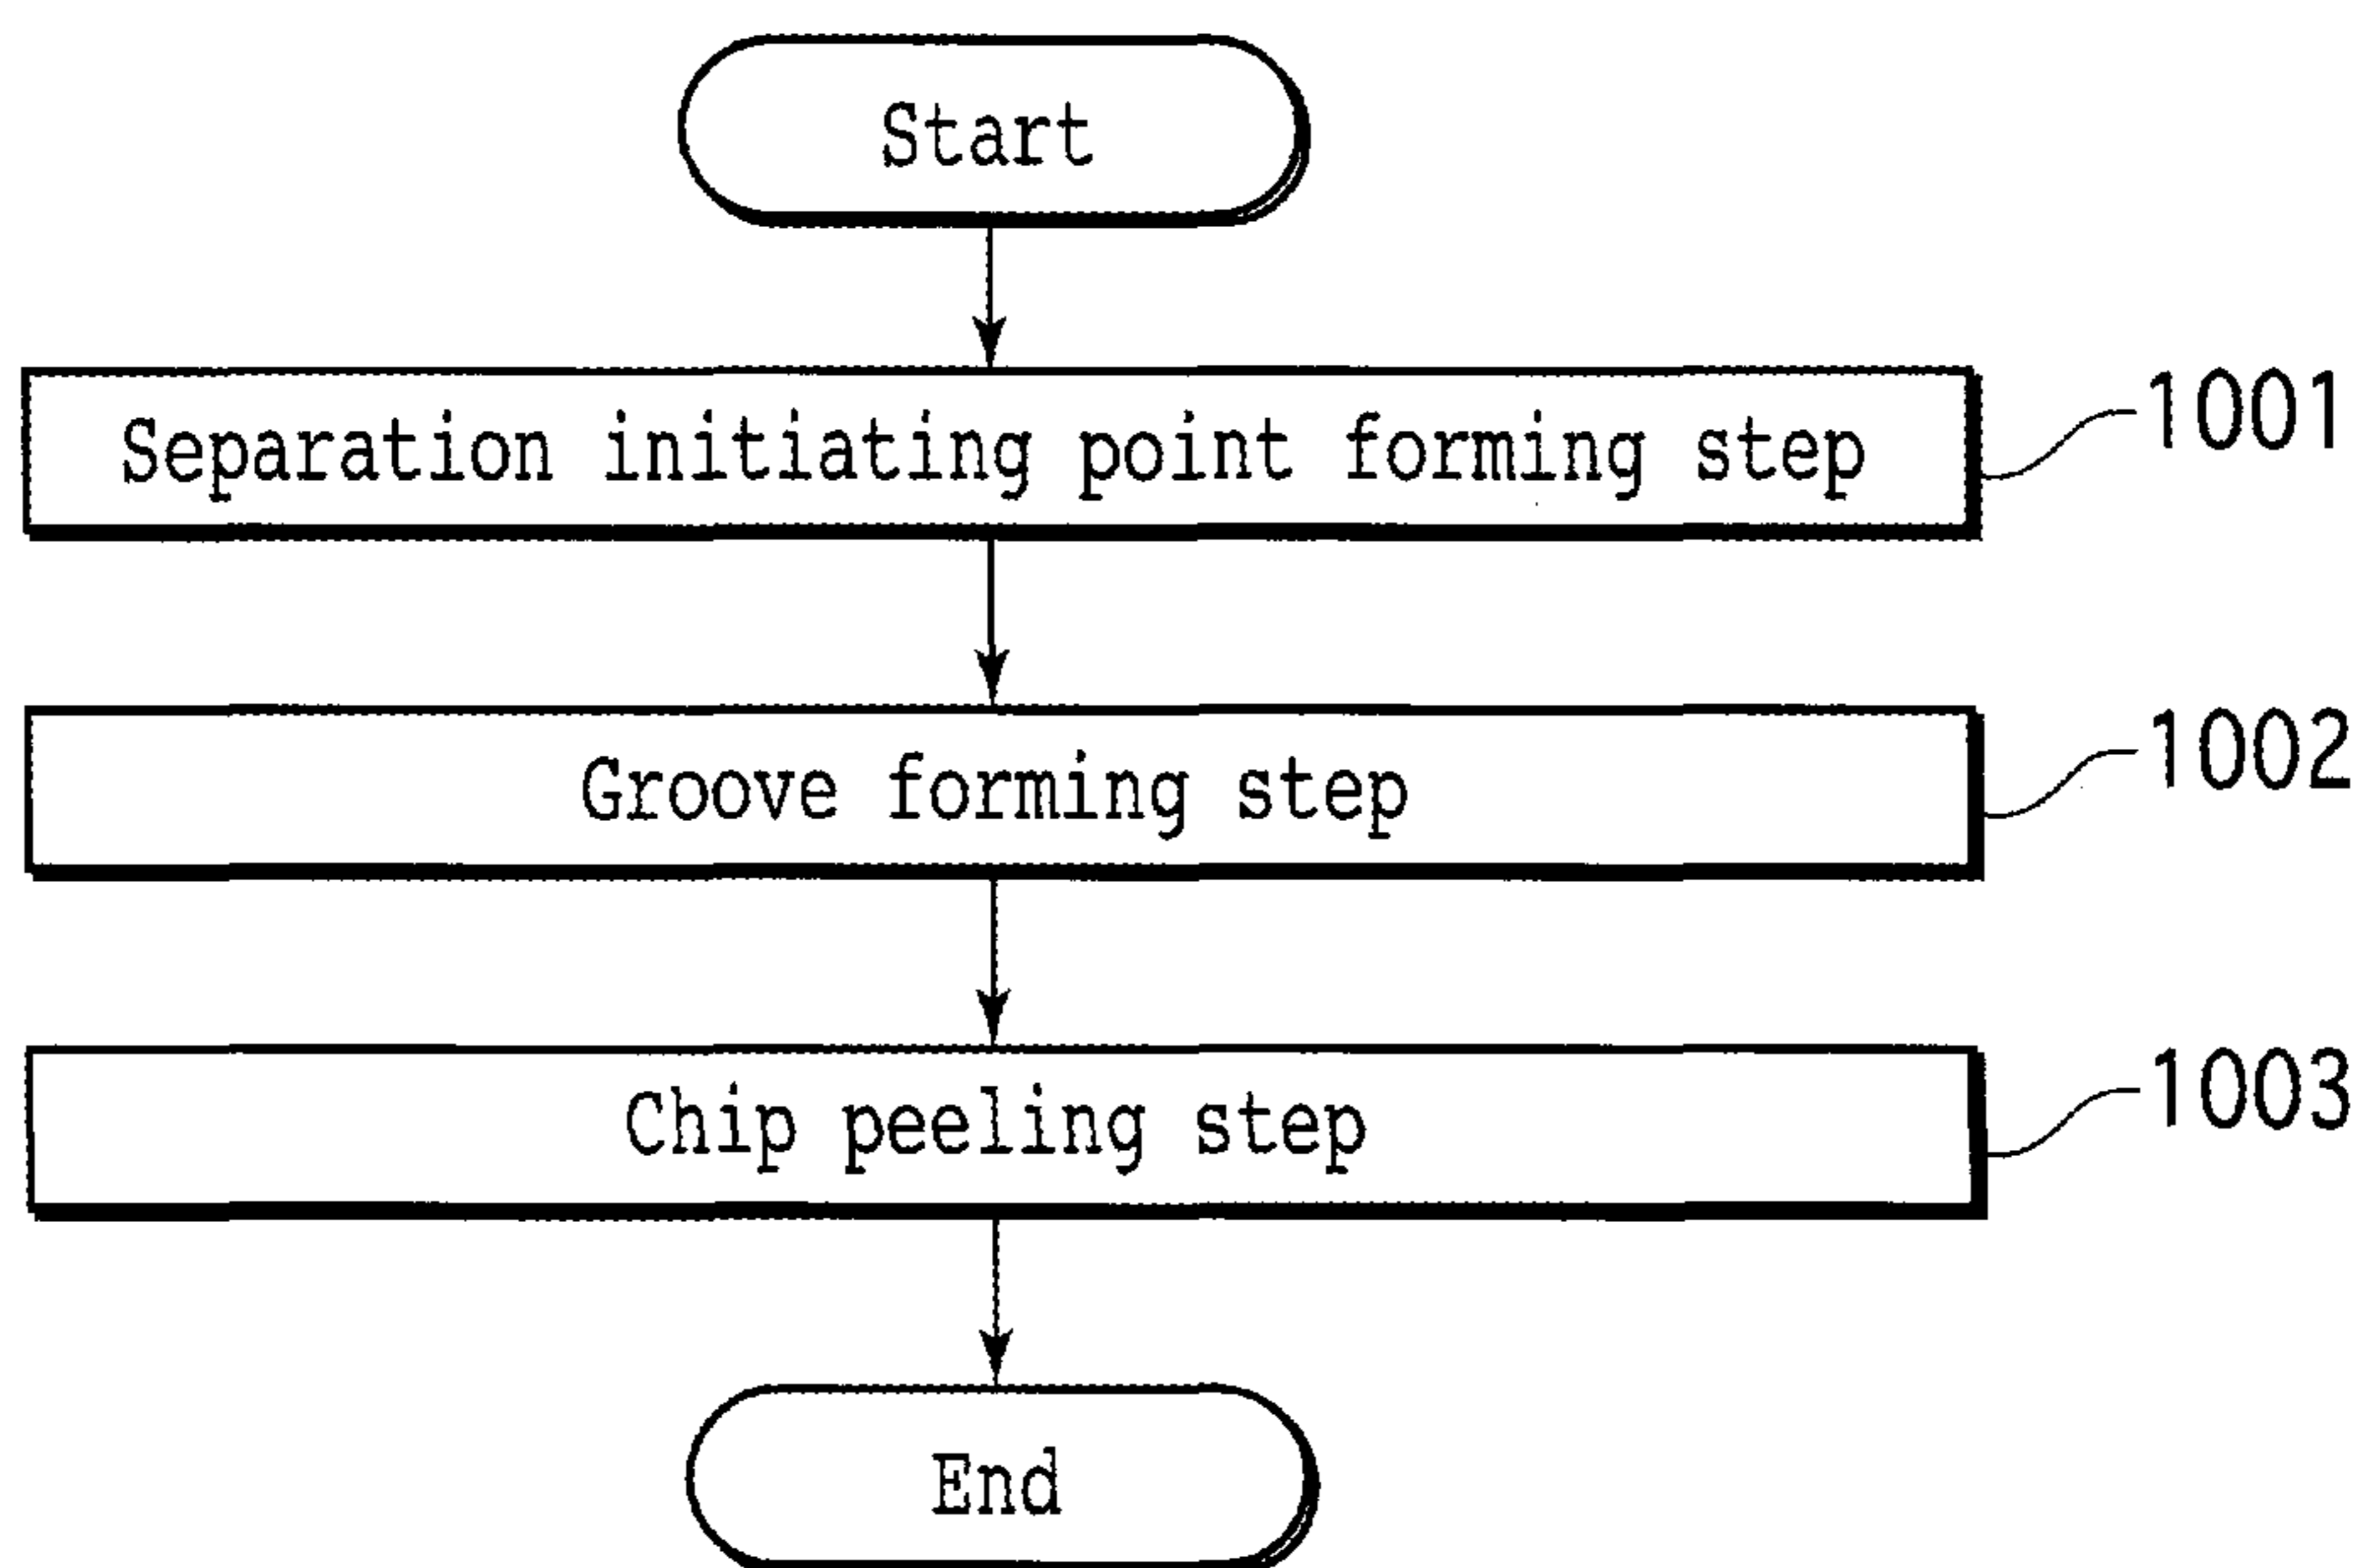 Start
Separation initiating point forming step
1001
Groove forming step
1002
Chip peeling step
1003
End